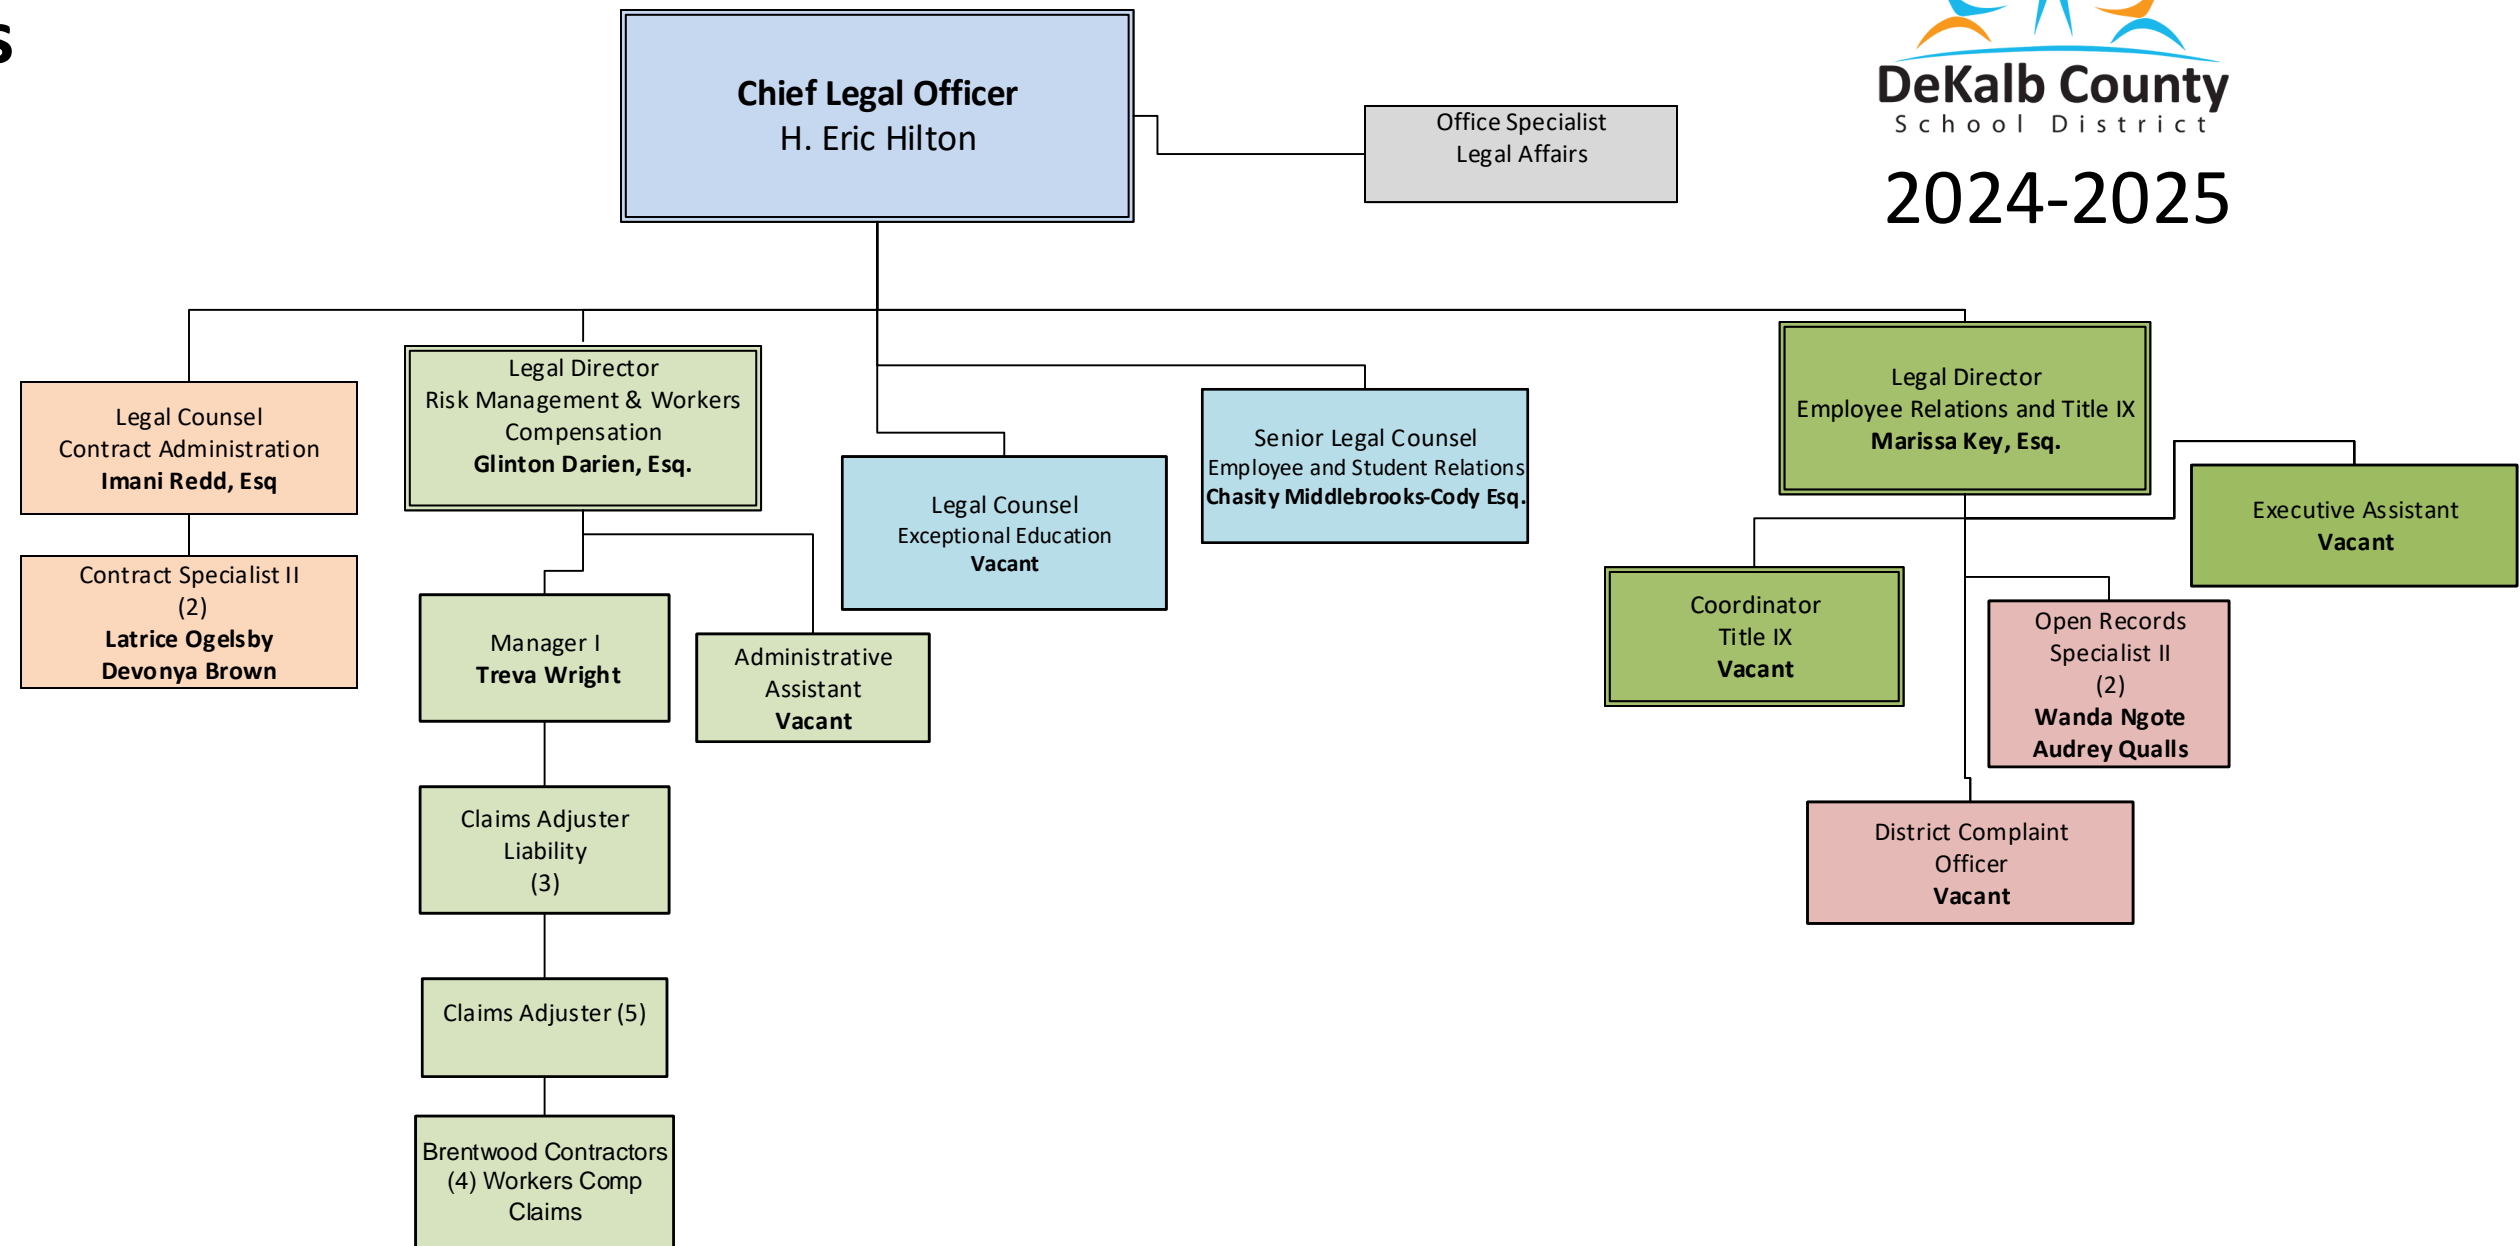 s
Chief Legal Officer
H. Eric Hilton
Office Specialist
Legal Affairs
DeKalb County
School District
2024-2025
Legal Counsel
Contract Administration
Imani Redd, Esq
Contract Specialist II
(2)
Latrice Ogelsby
Devonya Brown
Legal Director
Risk Management & Workers
Compensation
Glinton Darien, Esq.
Manager I
Treva Wright
Administrative
Assistant
Vacant
Claims Adjuster
Liability
(3)
Claims Adjuster (5)
Brentwood Contractors
(4) Workers Comp
Claims
Legal Counsel
Exceptional Education
Vacant
Senior Legal Counsel
Employee and Student Relations
Chasity Middlebrooks-Cody Esq.
Legal Director
Employee Relations and Title IX
Marissa Key, Esq.
Executive Assistant
Vacant
Coordinator
Title IX
Vacant
Open Records
Specialist II
(2)
Wanda Ngote
Audrey Qualls
District Complaint
Officer
Vacant